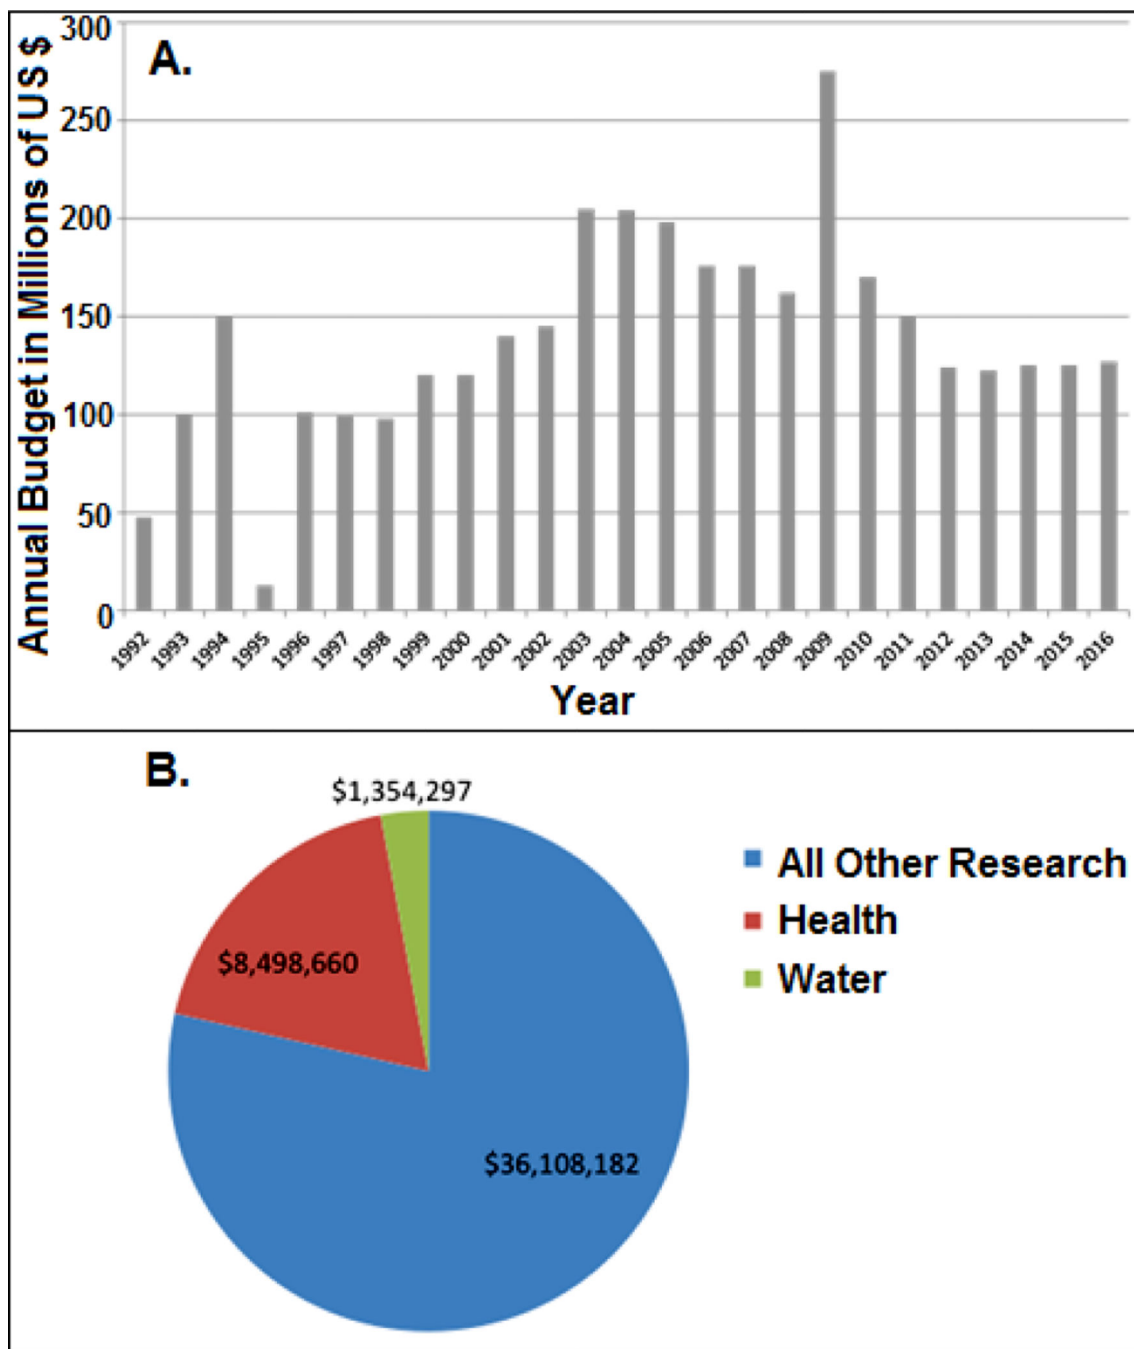 A.
Annual Budget in Millions of US $
300
250
200
150
100
50
0
1992 1993 1994 1995 1996 1997 1998 1999 2000 2001 2002 2003 2004 2005 2006 2007 2008 2009 2010 2011 2012 2013 2014 2015 2016
Year
B.
$1,354,297
$8,498,660
$36,108,182
All Other Research
Health
Water